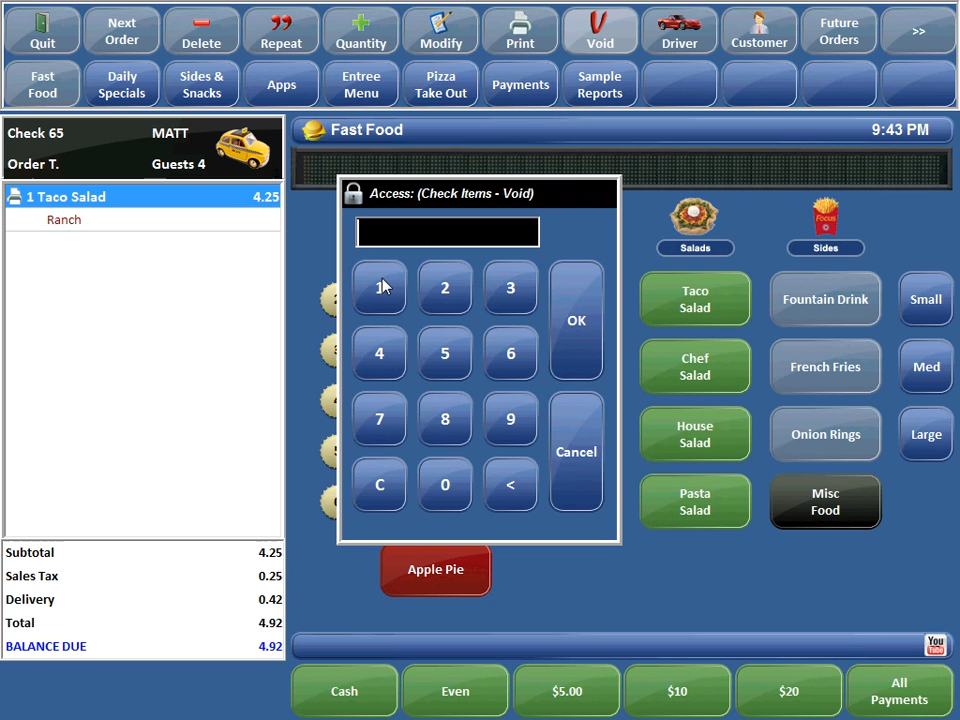 Quit
Next
Order
Delete
Repeat
Quantity
Modify
Print
Void
Driver
Customer
Future
Orders
>>
Fast
Food
Daily
Specials
Sides &
Snacks
Apps
Entree
Menu
Pizza
Take Out
Payments
Sample
Reports
Check 65 MATT
Order T. Guests 4
1 Taco Salad 4.25
Ranch
Subtotal 4.25
Sales Tax 0.25
Delivery 0.42
Total 4.92
BALANCE DUE 4.92
Fast Food 9:43 PM
Access: (Check Items - Void)
1 2 3
OK
4 5 6
7 8 9
Cancel
C 0 <
Salads
Sides
Taco
Salad
Fountain Drink
Small
Chef
Salad
French Fries
Med
House
Salad
Onion Rings
Large
Pasta
Salad
Misc
Food
Apple Pie
You
Tube
Cash
Even
$5.00
$10
$20
All
Payments